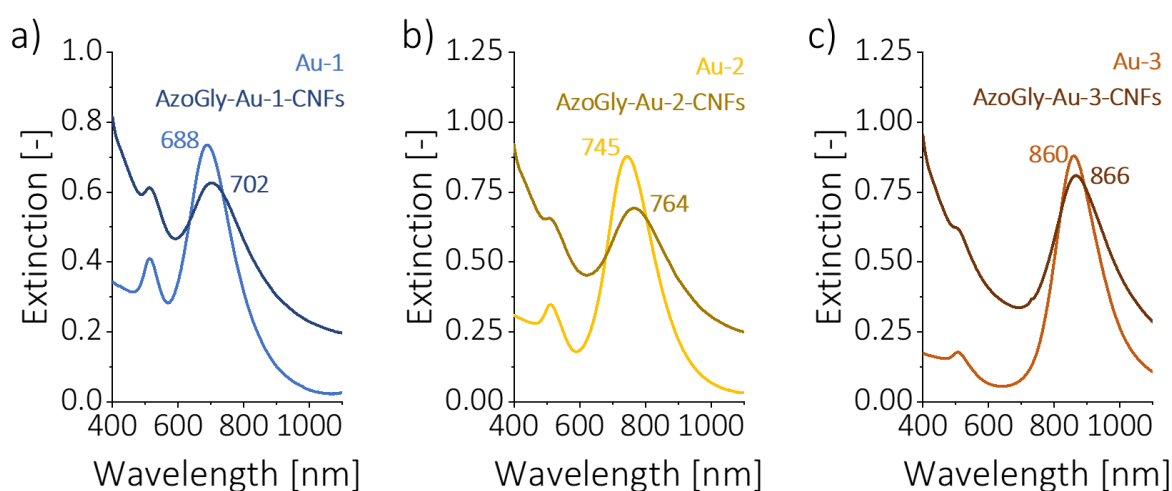 a)
Au-1
AzoGly-Au-1-CNFs
688
702
1.0
0.8
0.6
0.4
0.2
0.0
Extinction [-]
400 600 800 1000
Wavelength [nm]
b)
Au-2
AzoGly-Au-2-CNFs
745
764
1.25
1.00
0.75
0.50
0.25
0.00
Extinction [-]
400 600 800 1000
Wavelength [nm]
c)
Au-3
AzoGly-Au-3-CNFs
860
866
1.25
1.00
0.75
0.50
0.25
0.00
Extinction [-]
400 600 800 1000
Wavelength [nm]